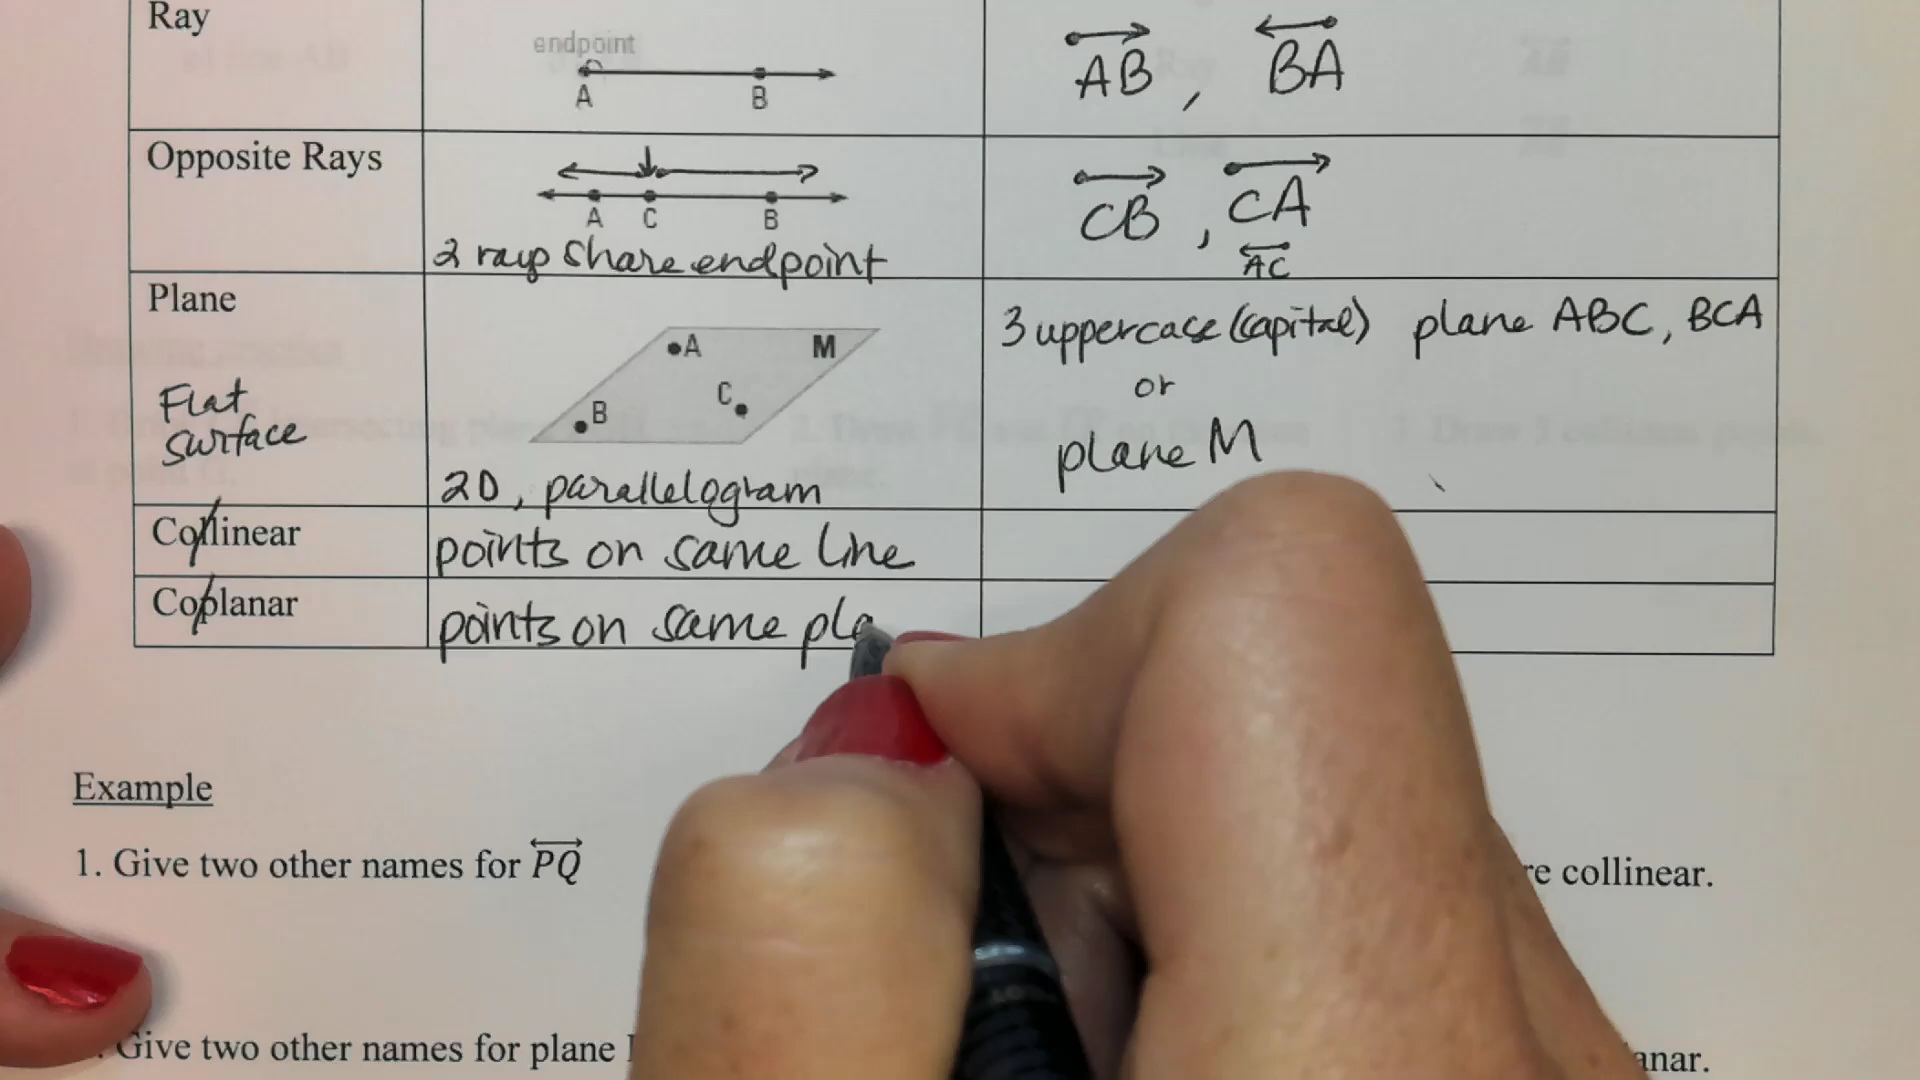 Ray
endpoint
A B
AB, BA
Opposite Rays
A C B
2 rays share endpoint
CB, CA
AC
Plane
Flat
surface
A M
C
B
2D, parallelogram
3 uppercase (capital) plane ABC, BCA
or
plane M
Collinear
points on same line
Coplanar
points on same pla
Example
1. Give two other names for PQ
re collinear.
Give two other names for plane
anar.